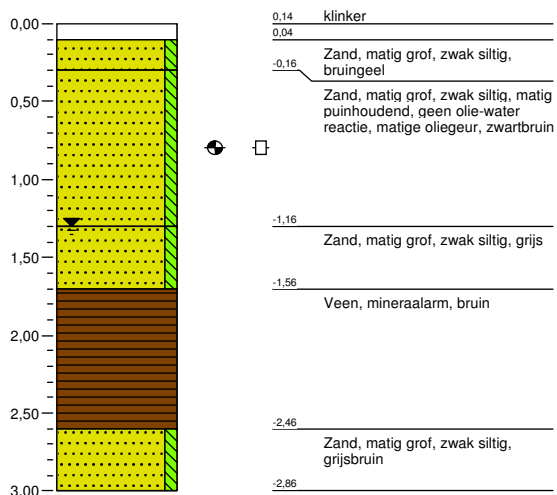 0,00
0,50
1,00
1,50
2,00
2,50
3,00
0,14 klinker
0,04
Zand, matig grof, zwak siltig,
bruingeel
-0,16
Zand, matig grof, zwak siltig, matig
puinhoudend, geen olie-water
reactie, matige oliegeur, zwartbruin
-1,16
Zand, matig grof, zwak siltig, grijs
-1,56
Veen, mineraalarm, bruin
-2,46
Zand, matig grof, zwak siltig,
grijsbruin
-2,86